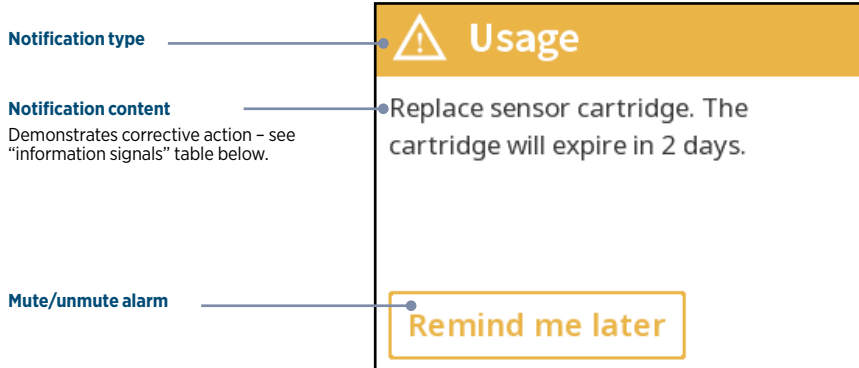 Notification type
Usage
Notification content
Demonstrates corrective action – see
“information signals” table below.
Replace sensor cartridge. The
cartridge will expire in 2 days.
Mute/unmute alarm
Remind me later